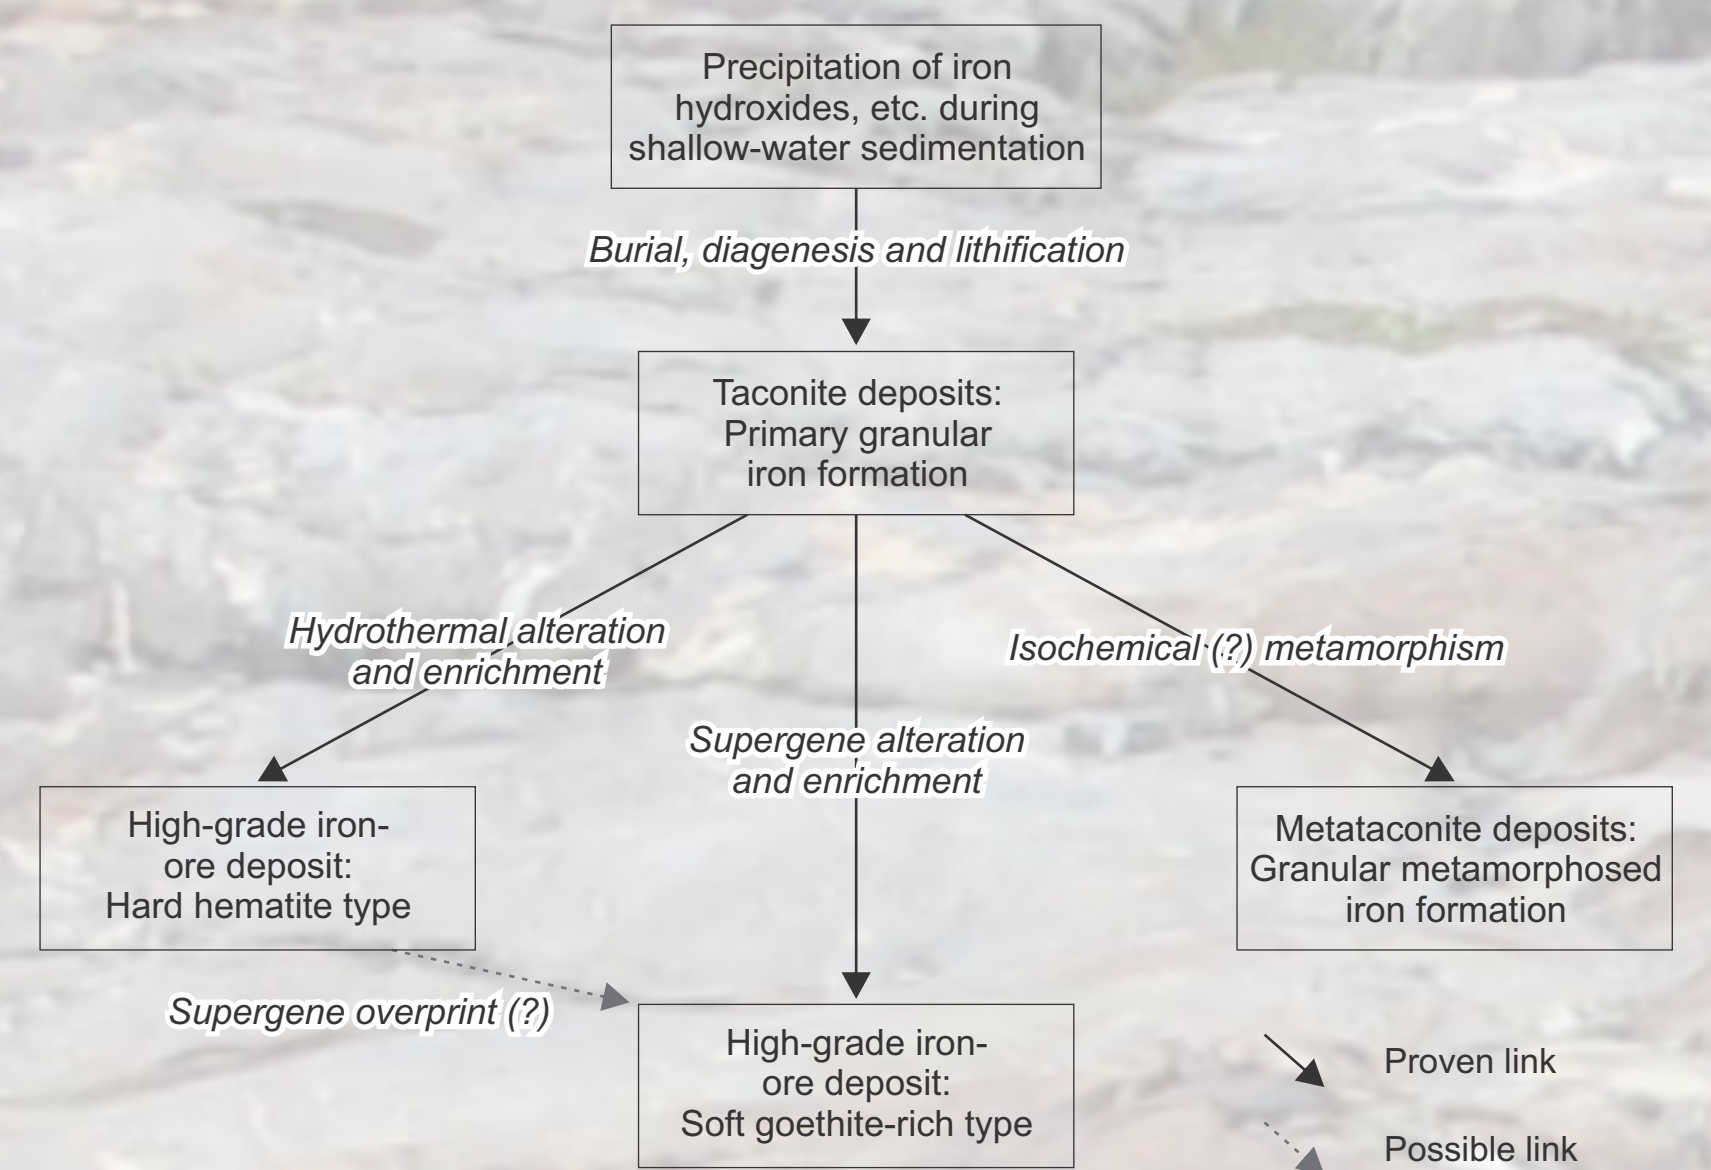 Precipitation of iron
hydroxides, etc. during
shallow-water sedimentation
Burial, diagenesis and lithification
Taconite deposits:
Primary granular
iron formation
Hydrothermal alteration
and enrichment
Isochemical (?) metamorphism
Supergene alteration
and enrichment
High-grade iron-
ore deposit:
Hard hematite type
Metataconite deposits:
Granular metamorphosed
iron formation
Supergene overprint (?)
High-grade iron-
ore deposit:
Soft goethite-rich type
Proven link
Possible link